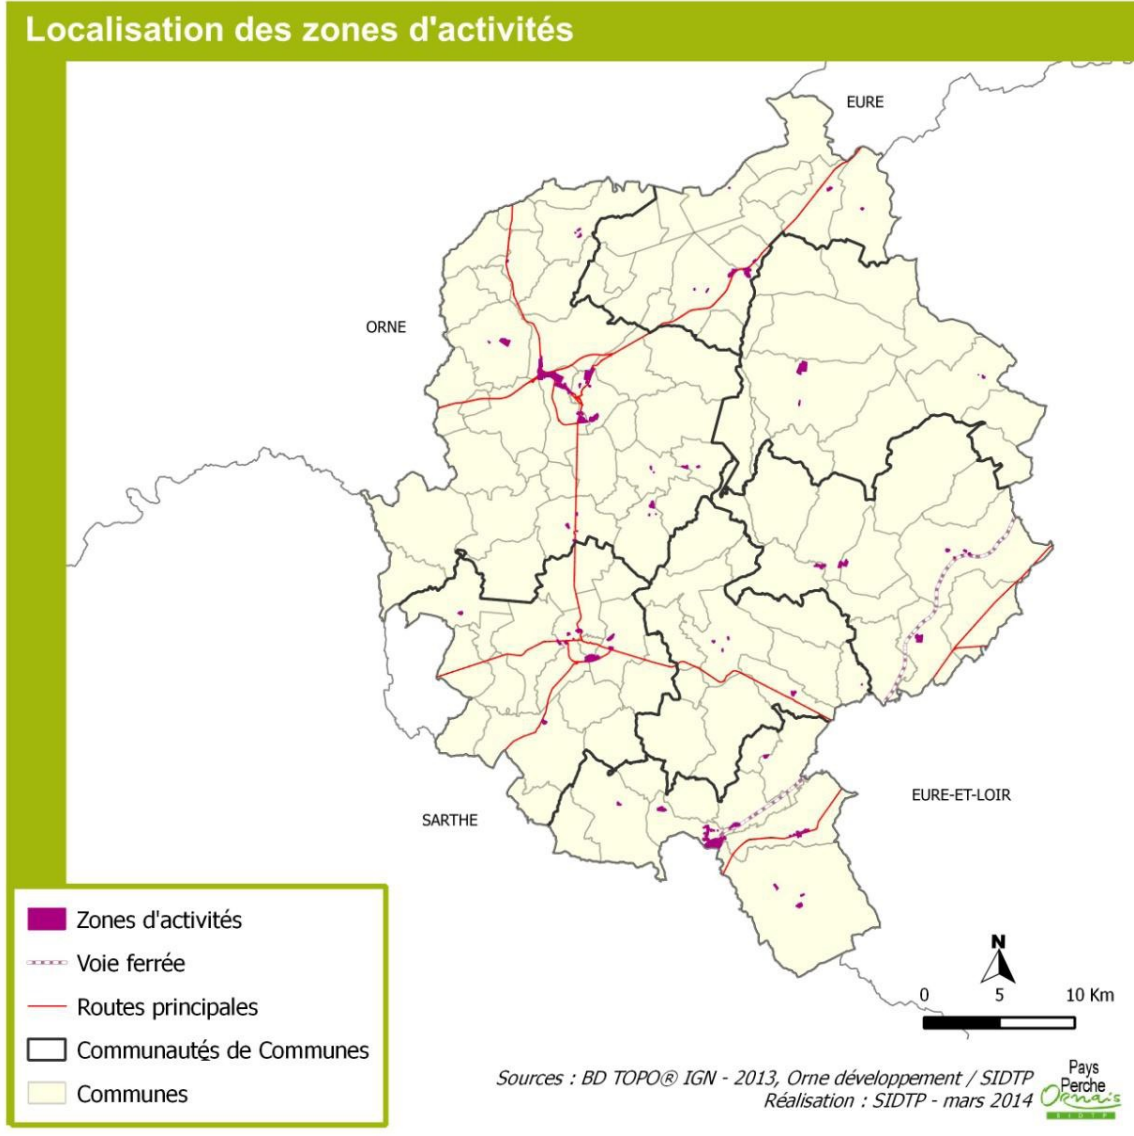 Localisation des zones d'activités
EURE
ORNE
EURE-ET-LOIR
SARTHE
Zones d'activités
Voie ferrée
Routes principales
Communautés de Communes
Communes
N
0 5 10 Km
Sources : BD TOPO® IGN - 2013, Orne développement / SIDTP
Réalisation : SIDTP - mars 2014
Pays
Perche
Ornais
SIDTP